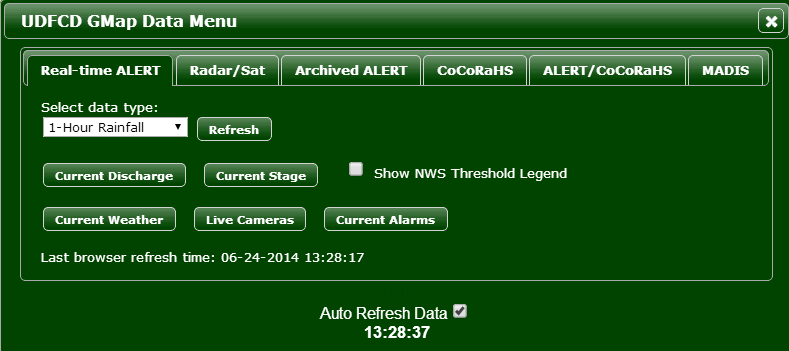 UDFCD GMap Data Menu
Real-time ALERT Radar/Sat Archived ALERT CoCoRaHS ALERT/CoCoRaHS MADIS
Select data type:
1-Hour Rainfall Refresh
Current Discharge Current Stage Show NWS Threshold Legend
Current Weather Live Cameras Current Alarms
Last browser refresh time: 06-24-2014 13:28:17
Auto Refresh Data
13:28:37